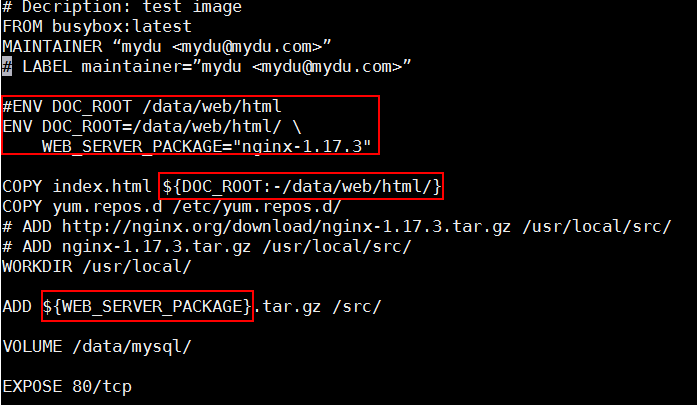 # Decription: test image
FROM busybox:latest
MAINTAINER “mydu <mydu@mydu.com>”
# LABEL maintainer=”mydu <mydu@mydu.com>”
#ENV DOC_ROOT /data/web/html
ENV DOC_ROOT=/data/web/html/ \
WEB_SERVER_PACKAGE="nginx-1.17.3"
COPY index.html ${DOC_ROOT:-/data/web/html/}
COPY yum.repos.d /etc/yum.repos.d/
# ADD http://nginx.org/download/nginx-1.17.3.tar.gz /usr/local/src/
# ADD nginx-1.17.3.tar.gz /usr/local/src/
WORKDIR /usr/local/
ADD ${WEB_SERVER_PACKAGE}.tar.gz /src/
VOLUME /data/mysql/
EXPOSE 80/tcp